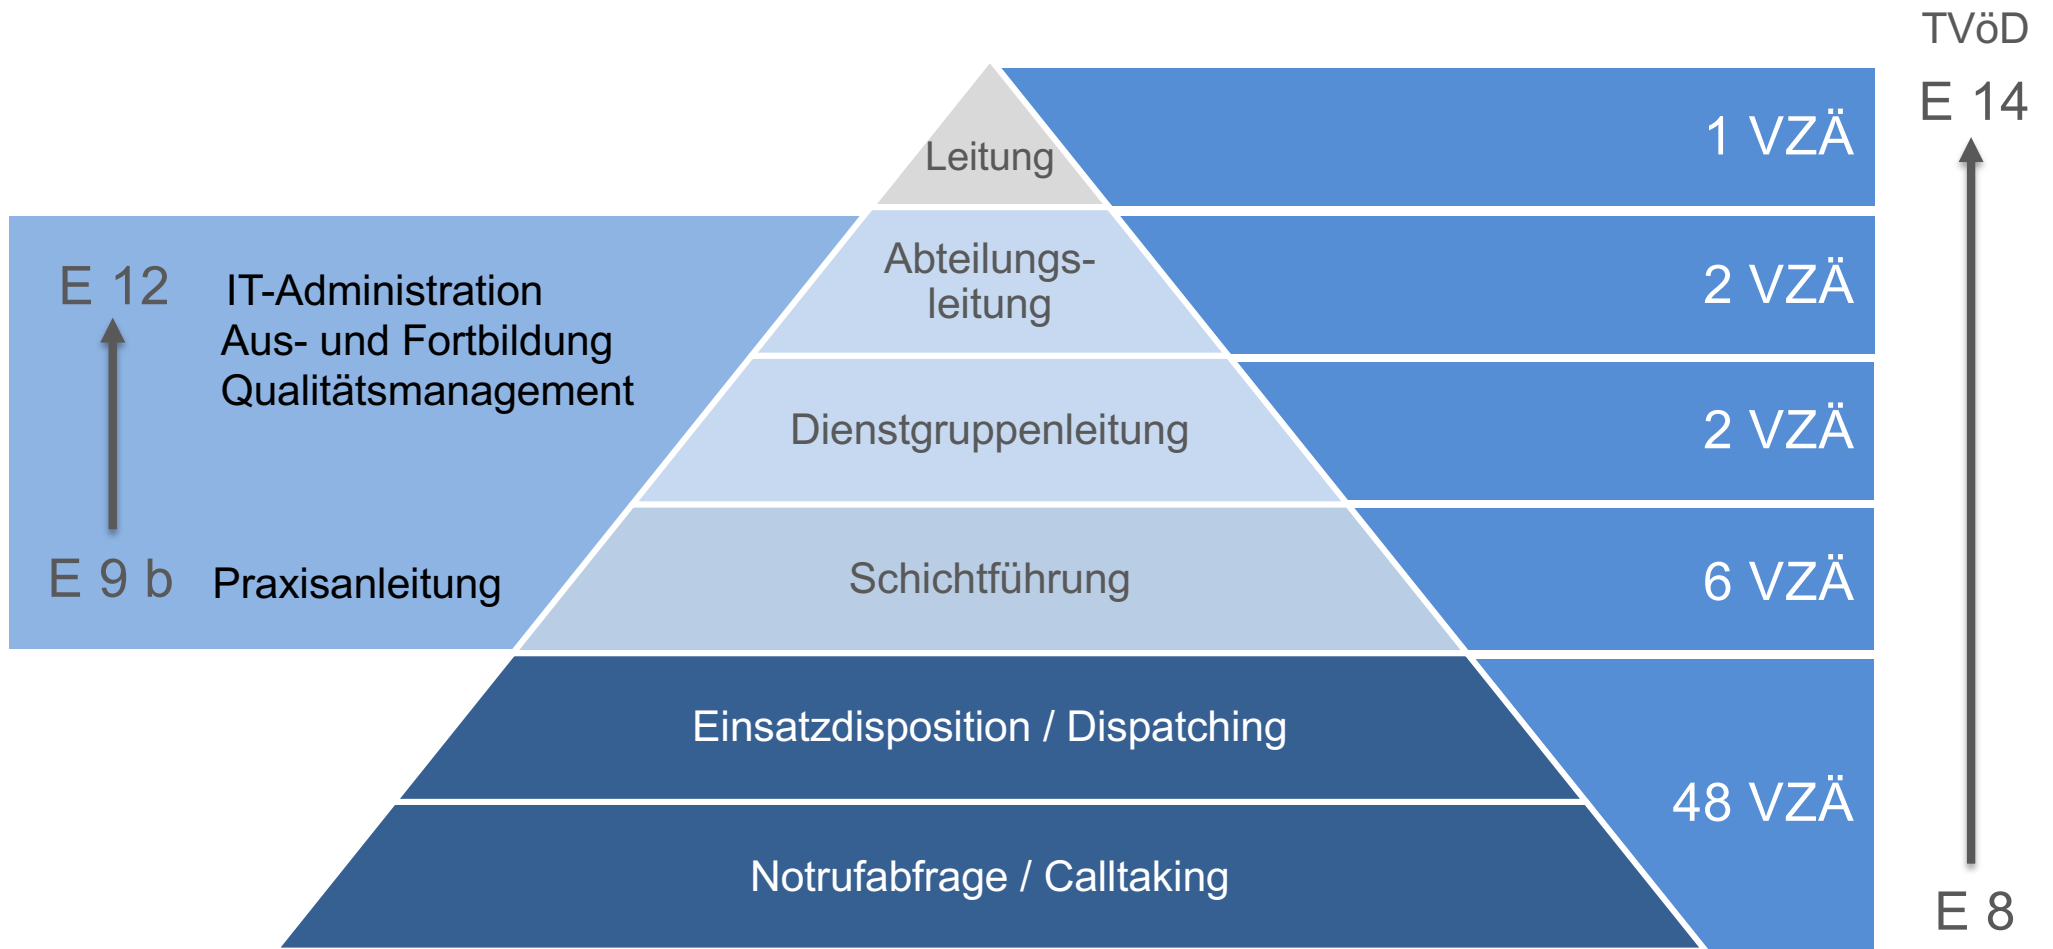 TVöD
E 14
Leitung
1 VZÄ
Abteilungs-
leitung
2 VZÄ
E 12
IT-Administration
Aus- und Fortbildung
Qualitätsmanagement
Dienstgruppenleitung
2 VZÄ
E 9 b
Praxisanleitung
Schichtführung
6 VZÄ
Einsatzdisposition / Dispatching
48 VZÄ
Notrufabfrage / Calltaking
E 8